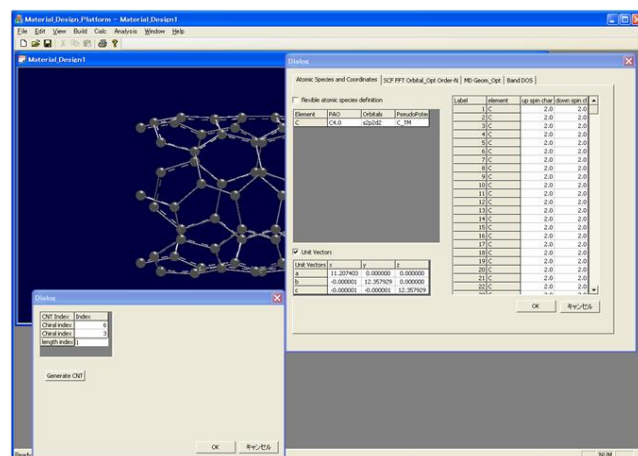 Material_Design_Platform - Material_Design1
File Edit View Build Calc Analysis Window Help
Material_Design1
Dialog
Atomic Species and Coordinates SCF FFT Orbital_Opt Order-N MD Geom_Opt Band DOS
Flexible atomic species definition
Element PAO Orbitals PseudoPotes
C C4.0 s2p2d2 C_TM
Unit Vectors
Unit Vectors x y z
a 11.207403 0.000000 0.000000
b -0.000001 12.357929 0.000000
c -0.000001 -0.000001 12.357929
Label element up spin char down spin cl
1 C 2.0 2.0
2 C 2.0 2.0
3 C 2.0 2.0
4 C 2.0 2.0
5 C 2.0 2.0
6 C 2.0 2.0
7 C 2.0 2.0
8 C 2.0 2.0
9 C 2.0 2.0
10 C 2.0 2.0
11 C 2.0 2.0
12 C 2.0 2.0
13 C 2.0 2.0
14 C 2.0 2.0
15 C 2.0 2.0
16 C 2.0 2.0
17 C 2.0 2.0
18 C 2.0 2.0
19 C 2.0 2.0
20 C 2.0 2.0
21 C 2.0 2.0
22 C 2.0 2.0
OK キャンセル
Dialog
CNT Index Index
Chiral index 6
Chiral index 3
length index 1
Generate CNT
OK キャンセル
NUM